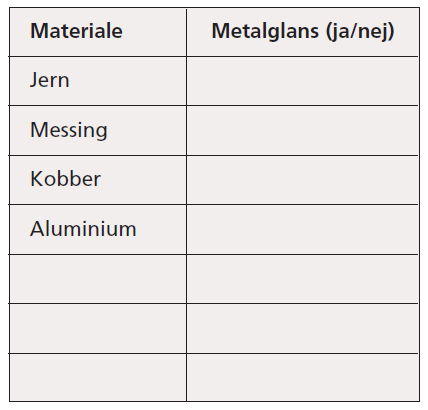 Materiale Metalglans (ja/nej)
Jern
Messing
Kobber
Aluminium